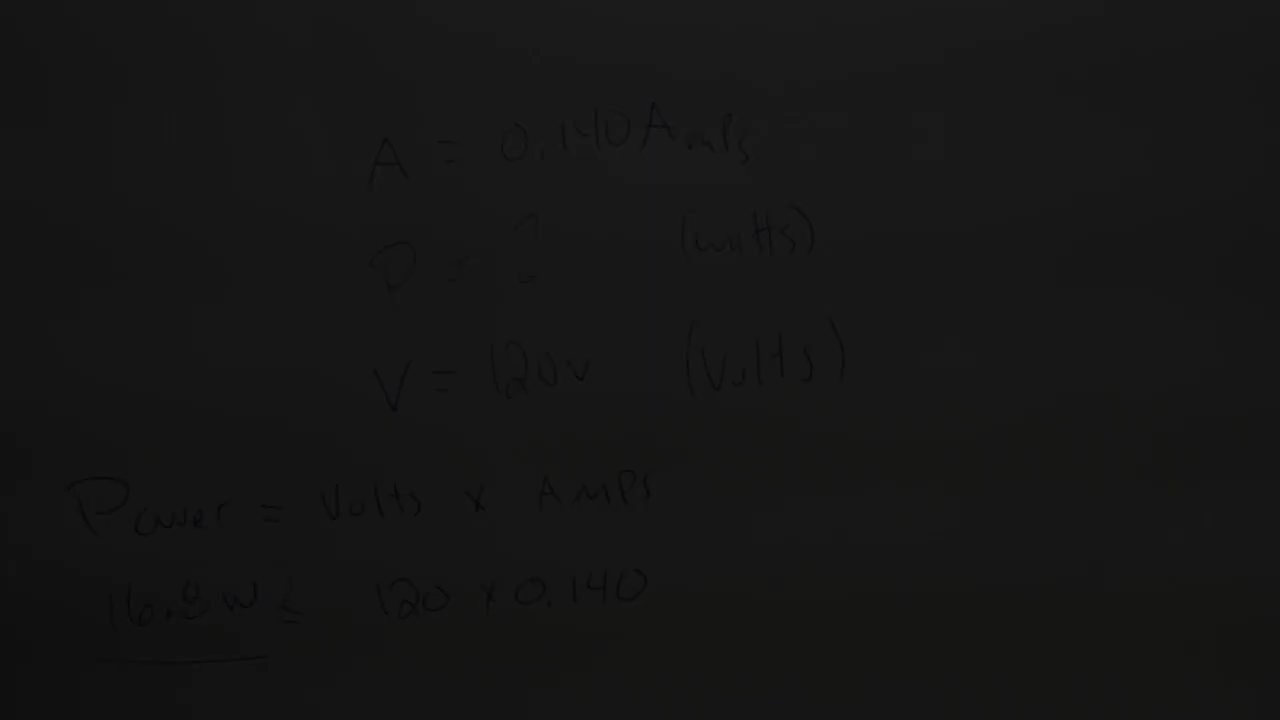 A = 0.140 Amps
P = ? (watts)
V = 120v (Volts)
Power = Volts x Amps
16.8W = 120 x 0.140